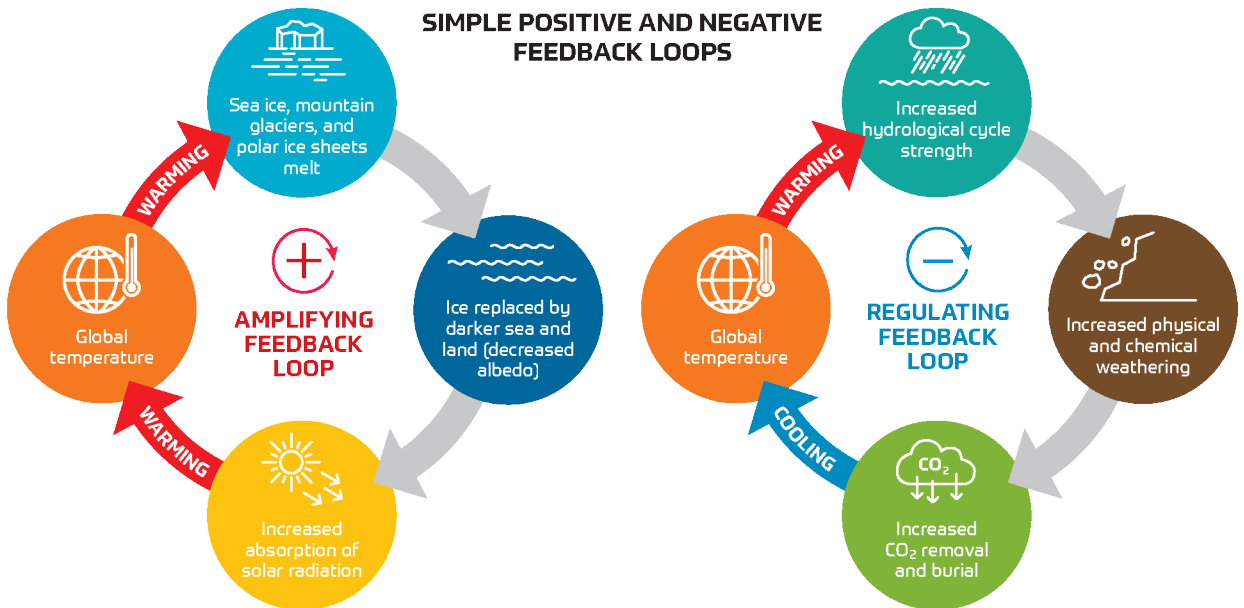 SIMPLE POSITIVE AND NEGATIVE
FEEDBACK LOOPS
Sea ice, mountain
glaciers, and
polar ice sheets
melt
WARMING
Global
temperature
AMPLIFYING
FEEDBACK
LOOP
Ice replaced by
darker sea and
land (decreased
albedo)
WARMING
Increased
absorption of
solar radiation
Increased
hydrological cycle
strength
WARMING
Global
temperature
REGULATING
FEEDBACK
LOOP
Increased physical
and chemical
weathering
COOLING
CO₂
Increased
CO₂ removal
and burial